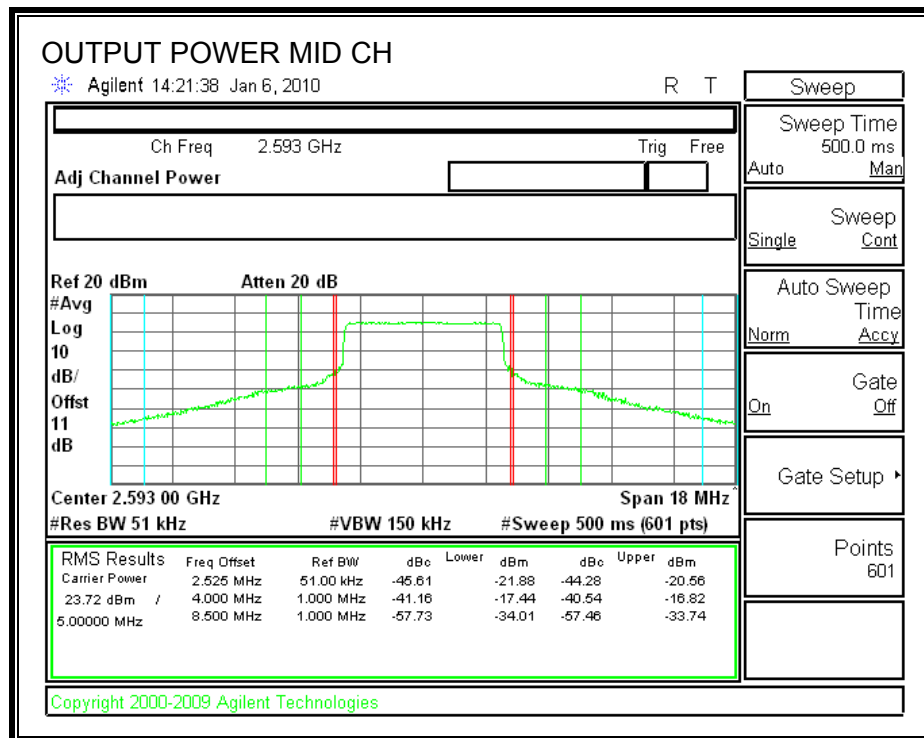 OUTPUT POWER MID CH
Agilent 14:21:38 Jan 6, 2010 R T
Ch Freq 2.593 GHz Trig Free
Adj Channel Power
Ref 20 dBm Atten 20 dB
#Avg
Log
10
dB/
Offst
11
dB
Center 2.593 00 GHz Span 18 MHz^
#Res BW 51 kHz #VBW 150 kHz #Sweep 500 ms (601 pts)
RMS Results Freq Offset Ref BW dBc Lower dBm dBc Upper dBm
Carrier Power 2.525 MHz 51.00 kHz -45.61 -21.88 -44.28 -20.56
23.72 dBm / 4.000 MHz 1.000 MHz -41.16 -17.44 -40.54 -16.82
5.00000 MHz 8.500 MHz 1.000 MHz -57.73 -34.01 -57.46 -33.74
Copyright 2000-2009 Agilent Technologies
Sweep
Sweep Time
500.0 ms
Auto Man
Sweep
Single Cont
Auto Sweep
Time
Norm Accy
Gate
On Off
Gate Setup
Points
601